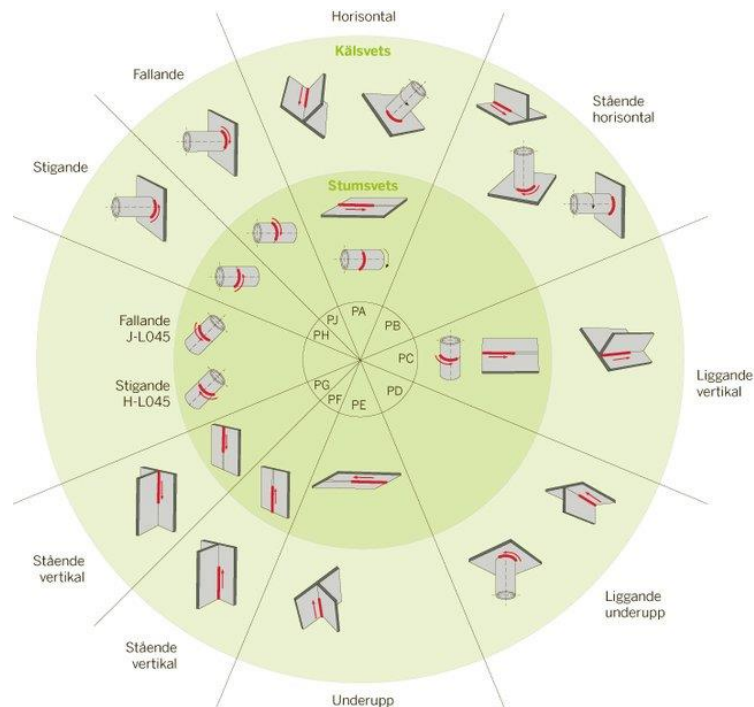 Horisontal
Kälsvets
Fallande
Stående
horisontal
Stigande
Stumsvets
Fallande
J-L045
PJ
PA
PH
PB
PC
Stigande
H-L045
PG
PD
PF
PE
Liggande
vertikal
Stående
vertikal
Liggande
underupp
Stående
vertikal
Underupp